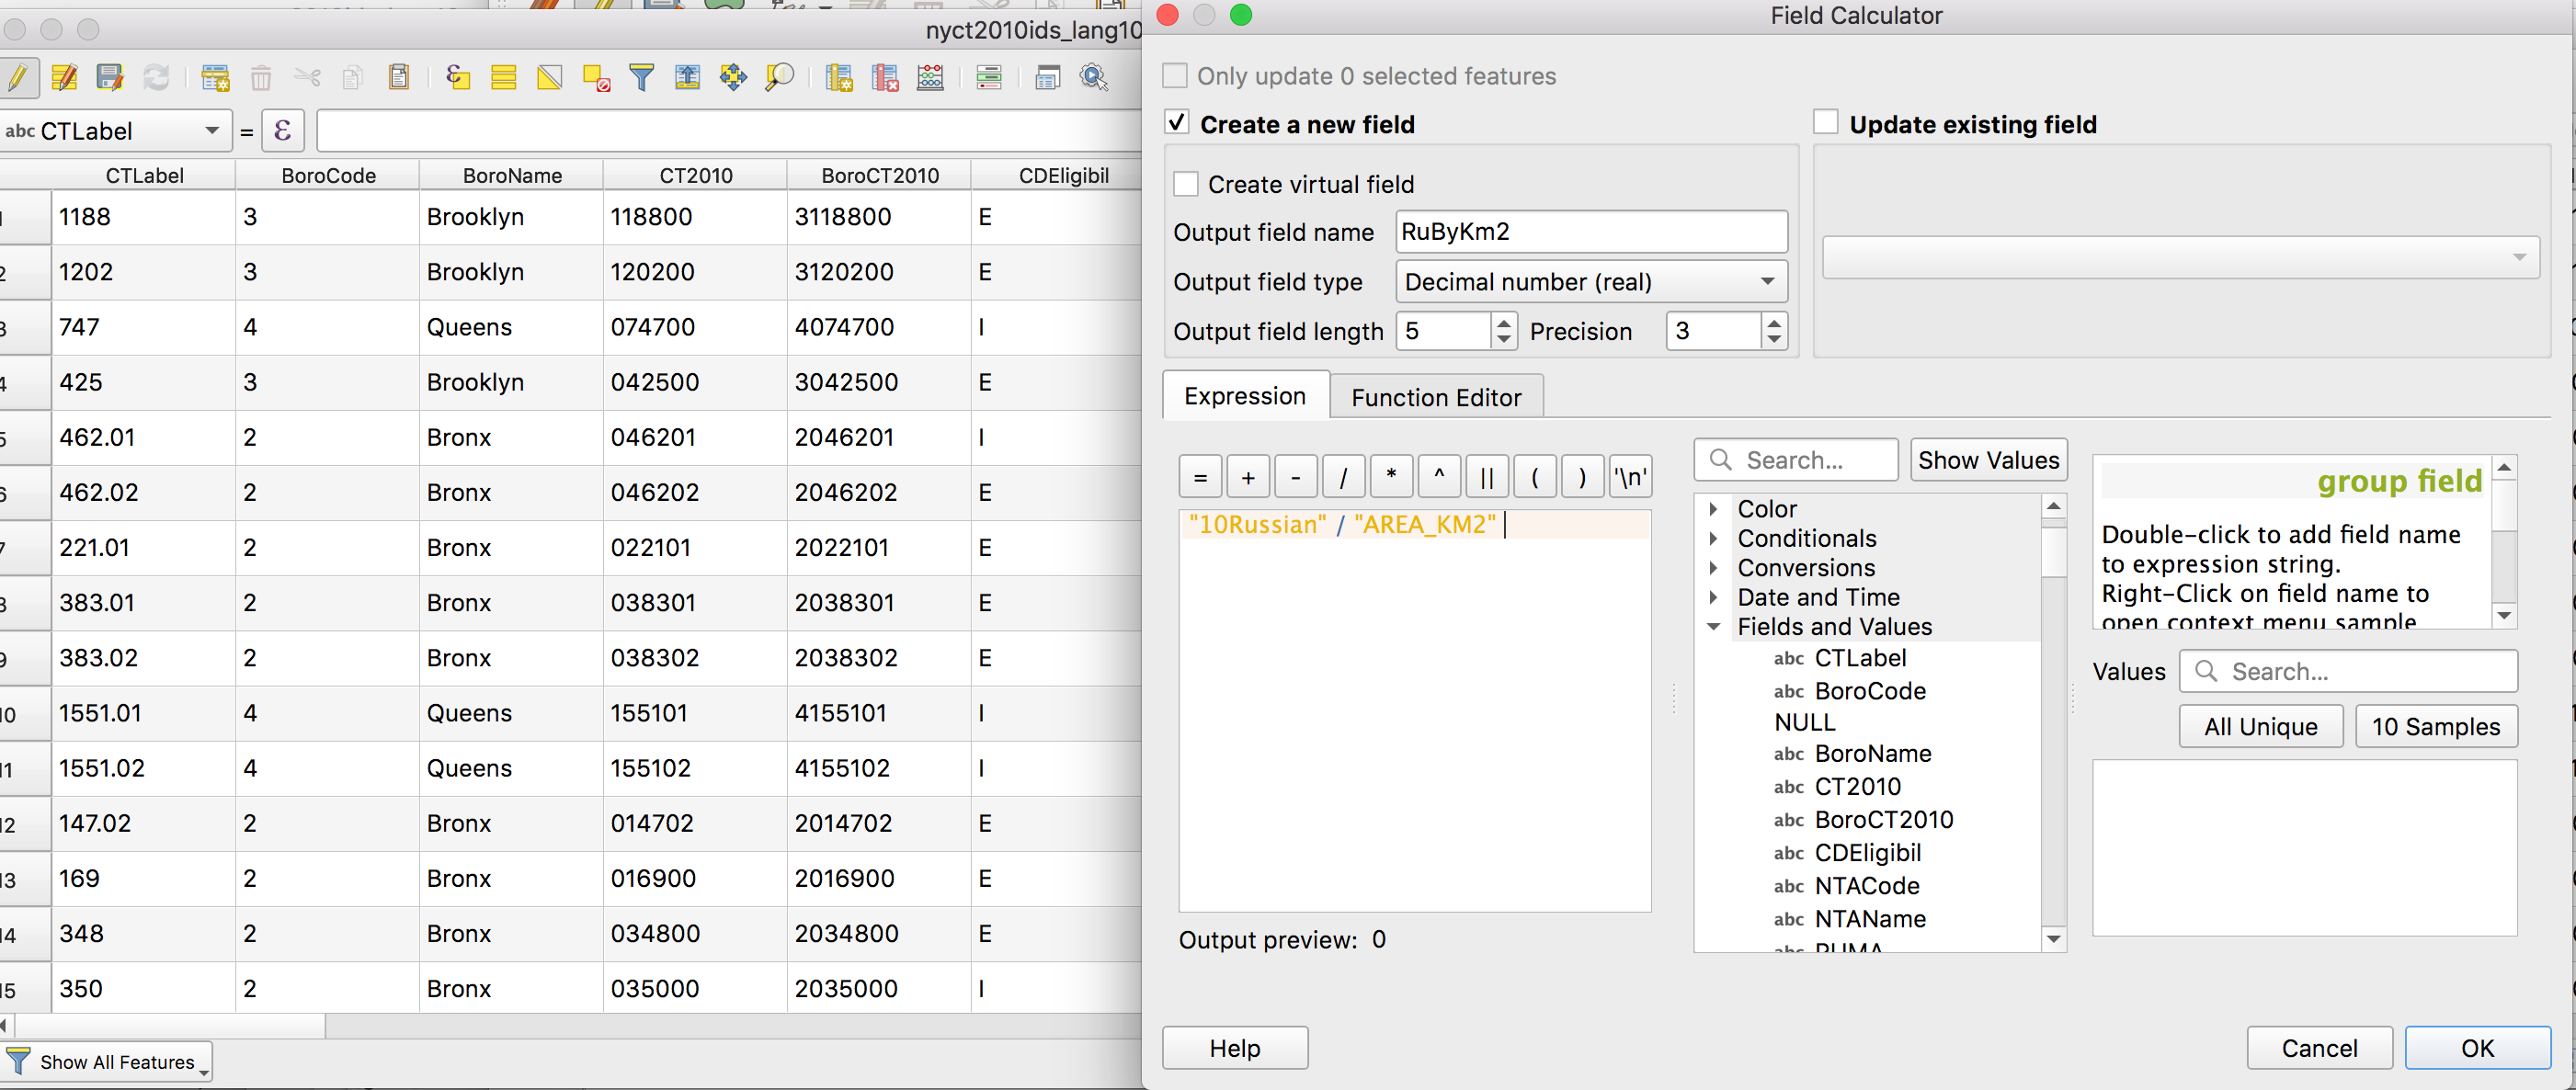 nyct2010ids_lang10
abc CTLabel = ε
CTLabel BoroCode BoroName CT2010 BoroCT2010 CDEligibil
1188 3 Brooklyn 118800 3118800 E
2 1202 3 Brooklyn 120200 3120200 E
3 747 4 Queens 074700 4074700 I
4 425 3 Brooklyn 042500 3042500 E
5 462.01 2 Bronx 046201 2046201 I
6 462.02 2 Bronx 046202 2046202 E
7 221.01 2 Bronx 022101 2022101 E
8 383.01 2 Bronx 038301 2038301 E
9 383.02 2 Bronx 038302 2038302 E
10 1551.01 4 Queens 155101 4155101 I
11 1551.02 4 Queens 155102 4155102 I
12 147.02 2 Bronx 014702 2014702 E
13 169 2 Bronx 016900 2016900 E
14 348 2 Bronx 034800 2034800 E
15 350 2 Bronx 035000 2035000 I
Show All Features
Field Calculator
Only update 0 selected features
Create a new field
Update existing field
Create virtual field
Output field name RuByKm2
Output field type Decimal number (real)
Output field length 5 Precision 3
Expression Function Editor
= + - / * ^ || ( ) '\n'
"10Russian" / "AREA_KM2"
Output preview: 0
Search... Show Values
Color
Conditionals
Conversions
Date and Time
Fields and Values
abc CTLabel
abc BoroCode
NULL
abc BoroName
abc CT2010
abc BoroCT2010
abc CDEligibil
abc NTACode
abc NTAName
abc PUMA
group field
Double-click to add field name
to expression string.
Right-Click on field name to
open context menu sample
Values Search...
All Unique 10 Samples
Help Cancel OK